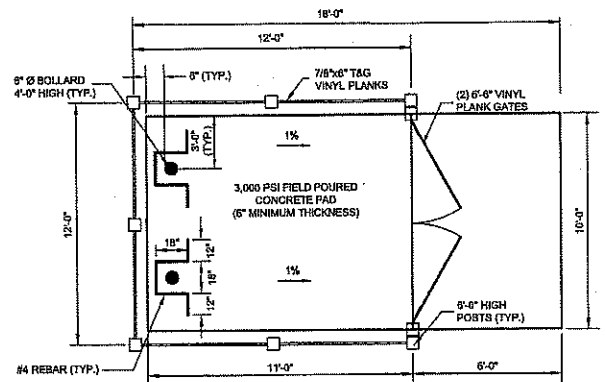 18'-0"
12'-0"
6" Ø BOLLARD
4'-0" HIGH (TYP.)
6" (TYP.)
7/8"x6" T&G
VINYL PLANKS
(2) 5'-6" VINYL
PLANK GATES
3'-0"
(TYP.)
1%
3,000 PSI FIELD POURED
CONCRETE PAD
(6" MINIMUM THICKNESS)
12'-0"
10'-0"
18"
12"
18"
12"
1%
6'-6" HIGH
POSTS (TYP.)
#4 REBAR (TYP.)
11'-0"
6'-0"